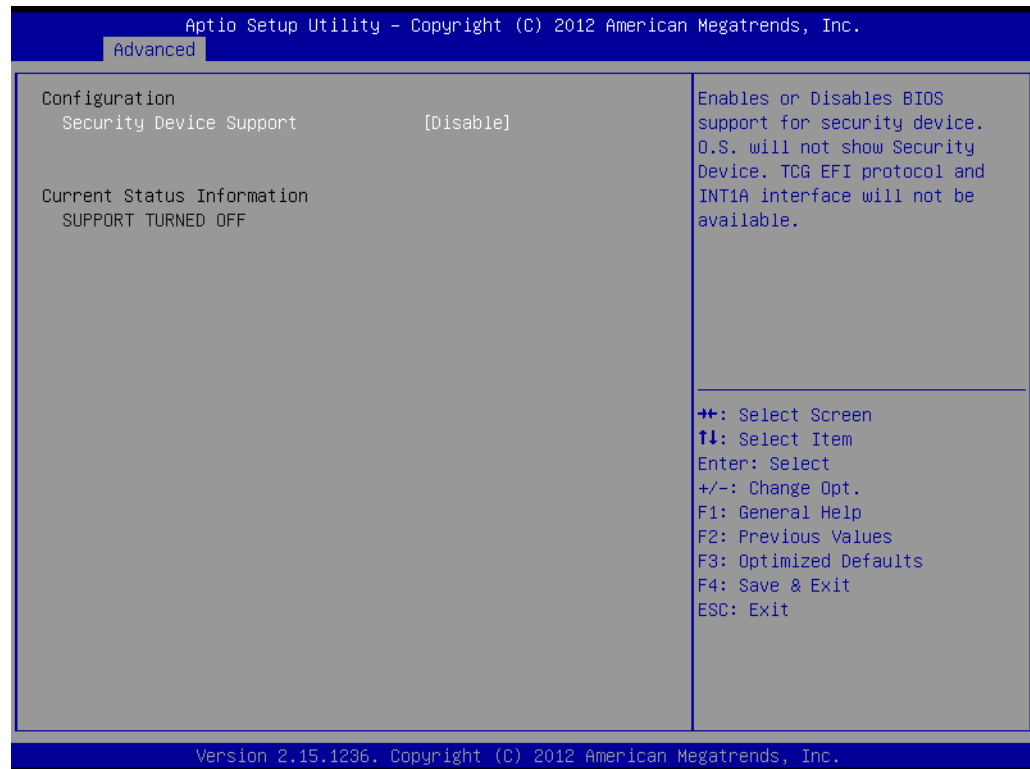 Aptio Setup Utility – Copyright (C) 2012 American Megatrends, Inc.
Advanced
Configuration
Security Device Support [Disable]
Current Status Information
SUPPORT TURNED OFF
Enables or Disables BIOS
support for security device.
O.S. will not show Security
Device. TCG EFI protocol and
INT1A interface will not be
available.
→←: Select Screen
↑↓: Select Item
Enter: Select
+/-: Change Opt.
F1: General Help
F2: Previous Values
F3: Optimized Defaults
F4: Save & Exit
ESC: Exit
Version 2.15.1236. Copyright (C) 2012 American Megatrends, Inc.